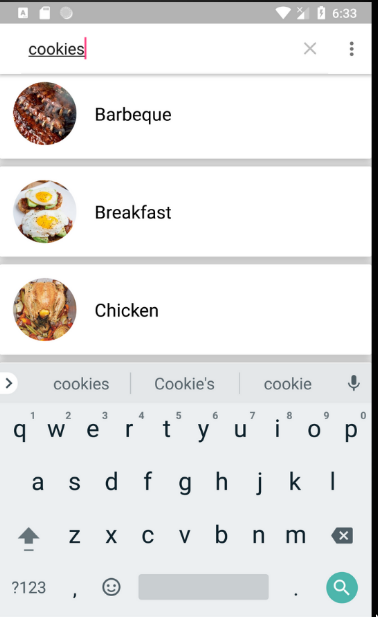 A 6:33
cookies
Barbeque
Breakfast
Chicken
cookies Cookie's cookie
1 2 3 4 5 6 7 8 9 0
q w e r t y u i o p
a s d f g h j k l
z x c v b n m
?123 , .